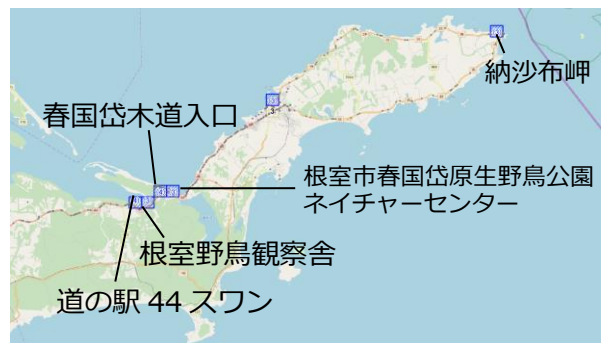 納沙布岬
春国岱木道入口
根室市春国岱原生野鳥公園
ネイチャーセンター
根室野鳥観察舎
道の駅 44 スワン